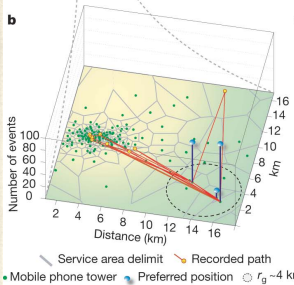 b
Number of events
100
80
60
40
20
0
2 4 6 8 10 12 14 16
Distance (km)
14
12
10
8
6
4
2
km
Service area delimit Recorded path
Mobile phone tower Preferred position r_g~4 km